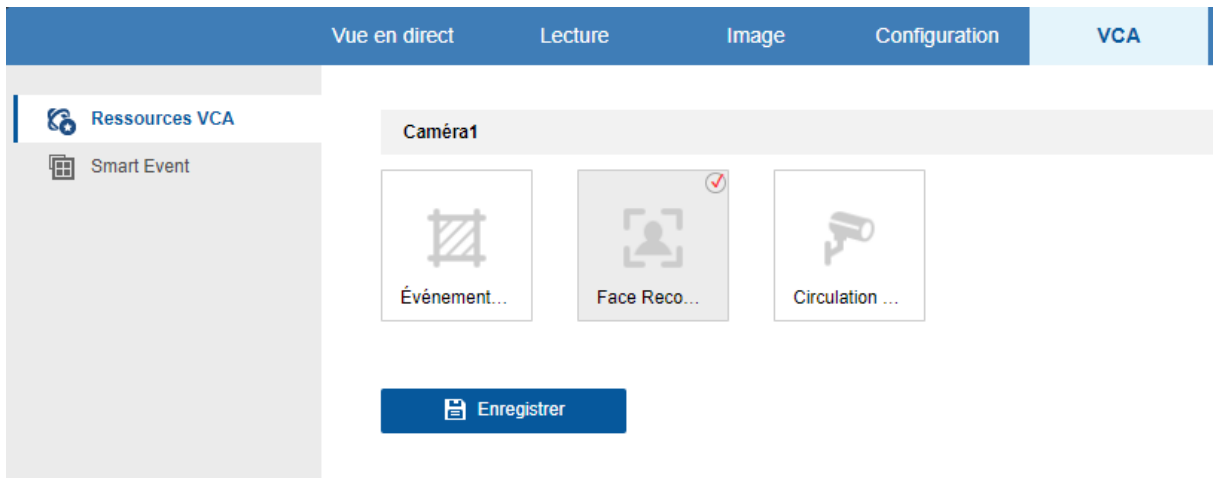 Vue en direct Lecture Image Configuration VCA
Ressources VCA
Smart Event
Caméra1
Événement... Face Reco... Circulation ...
Enregistrer